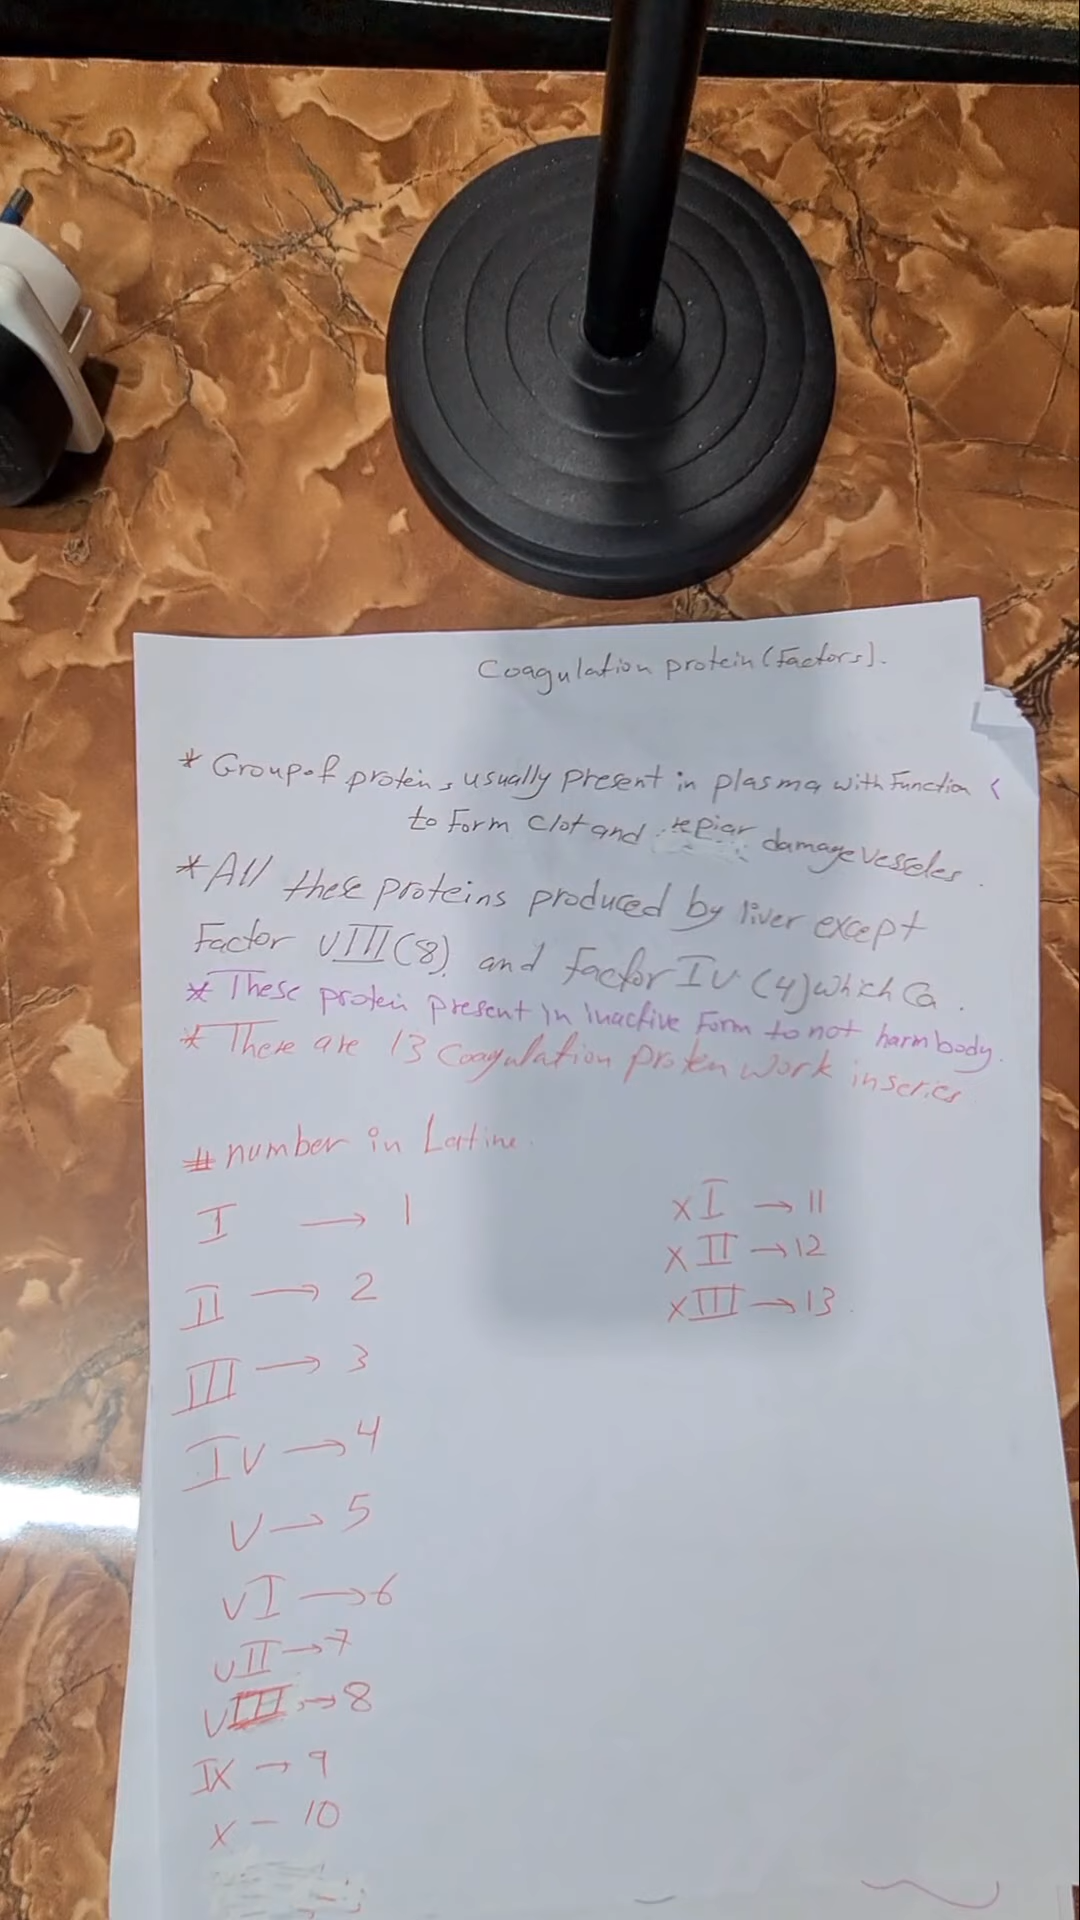 Coagulation protein (Factors).
* Group of protein, usually present in plasma with Function
to Form clot and repiar damage vesseles.
* All these proteins produced by liver except
Factor VIII (8) and factor IV (4) which Ca.
* These protein present in inactive Form to not harm body.
* There are 13 Coagulation protein work in series
# number in Latine.
I → 1
II → 2
III → 3
IV → 4
V → 5
VI → 6
VII → 7
VIII → 8
IX → 9
X - 10
XI → 11
XII → 12
XIII → 13.